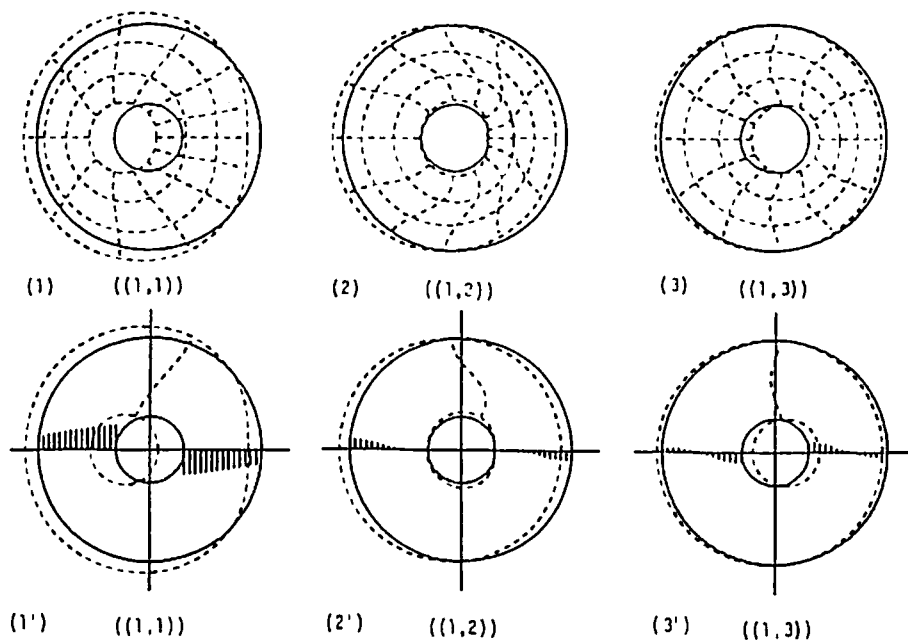 (1) ((1,1)) (2) ((1,2)) (3) ((1,3))
(1') ((1,1)) (2') ((1,2)) (3') ((1,3))